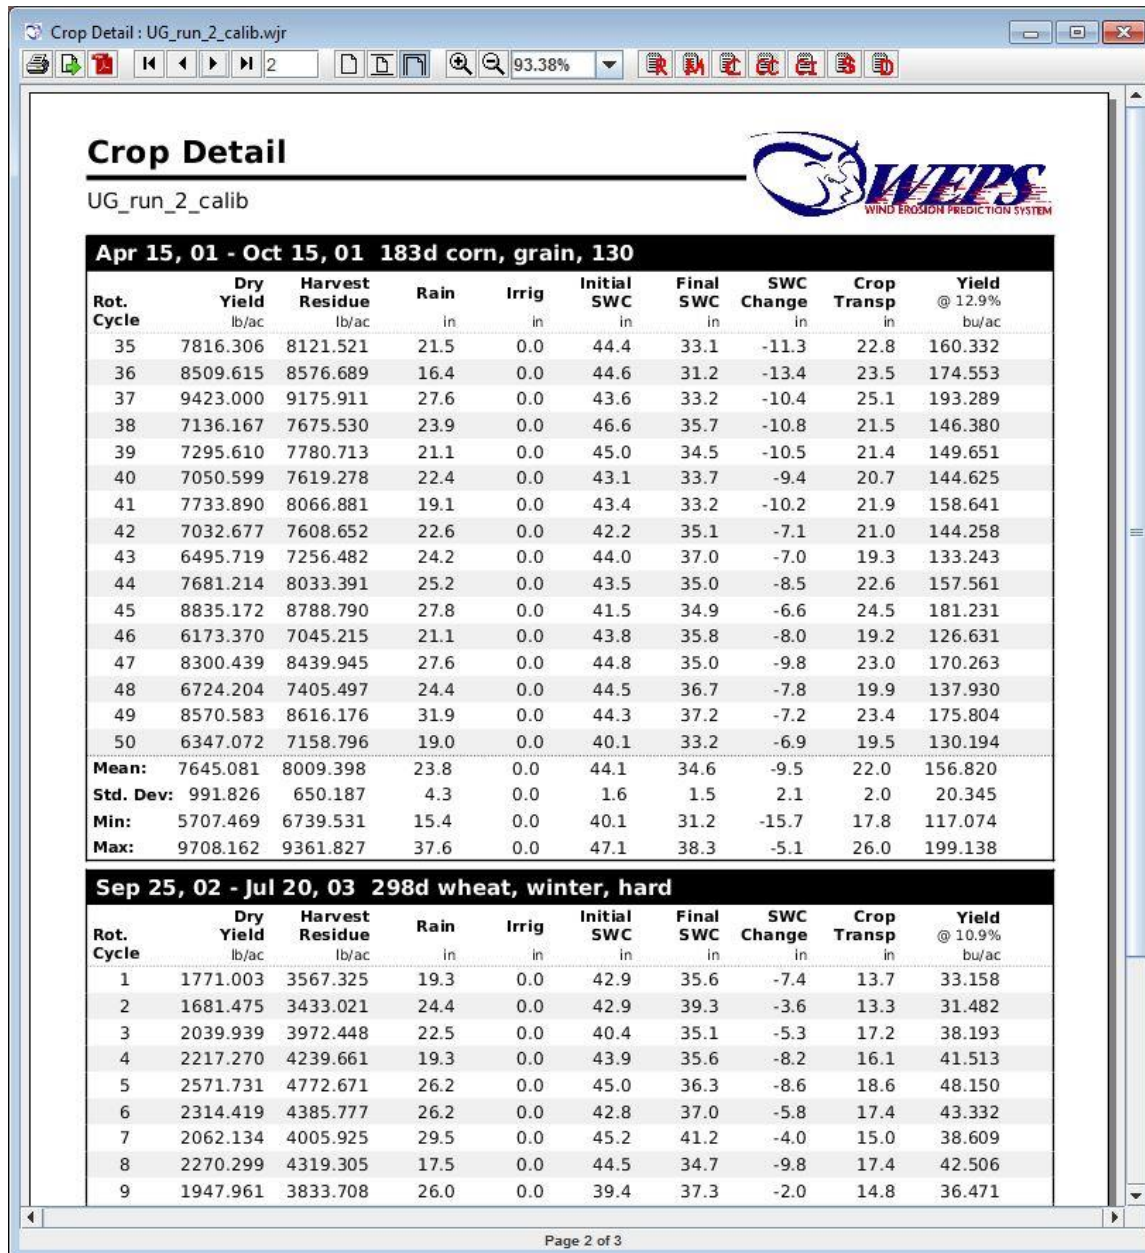 Crop Detail : UG_run_2_calib.wjr
2 93.38% R M C CC CI S D
Crop Detail
WEPS
WIND EROSION PREDICTION SYSTEM
UG_run_2_calib
Apr 15, 01 - Oct 15, 01 183d corn, grain, 130
Dry Harvest Initial Final SWC Crop Yield
Rot. Yield Residue Rain Irrig SWC SWC Change Transp @ 12.9%
Cycle lb/ac lb/ac in in in in in in bu/ac
35 7816.306 8121.521 21.5 0.0 44.4 33.1 -11.3 22.8 160.332
36 8509.615 8576.689 16.4 0.0 44.6 31.2 -13.4 23.5 174.553
37 9423.000 9175.911 27.6 0.0 43.6 33.2 -10.4 25.1 193.289
38 7136.167 7675.530 23.9 0.0 46.6 35.7 -10.8 21.5 146.380
39 7295.610 7780.713 21.1 0.0 45.0 34.5 -10.5 21.4 149.651
40 7050.599 7619.278 22.4 0.0 43.1 33.7 -9.4 20.7 144.625
41 7733.890 8066.881 19.1 0.0 43.4 33.2 -10.2 21.9 158.641
42 7032.677 7608.652 22.6 0.0 42.2 35.1 -7.1 21.0 144.258
43 6495.719 7256.482 24.2 0.0 44.0 37.0 -7.0 19.3 133.243
44 7681.214 8033.391 25.2 0.0 43.5 35.0 -8.5 22.6 157.561
45 8835.172 8788.790 27.8 0.0 41.5 34.9 -6.6 24.5 181.231
46 6173.370 7045.215 21.1 0.0 43.8 35.8 -8.0 19.2 126.631
47 8300.439 8439.945 27.6 0.0 44.8 35.0 -9.8 23.0 170.263
48 6724.204 7405.497 24.4 0.0 44.5 36.7 -7.8 19.9 137.930
49 8570.583 8616.176 31.9 0.0 44.3 37.2 -7.2 23.4 175.804
50 6347.072 7158.796 19.0 0.0 40.1 33.2 -6.9 19.5 130.194
Mean: 7645.081 8009.398 23.8 0.0 44.1 34.6 -9.5 22.0 156.820
Std. Dev: 991.826 650.187 4.3 0.0 1.6 1.5 2.1 2.0 20.345
Min: 5707.469 6739.531 15.4 0.0 40.1 31.2 -15.7 17.8 117.074
Max: 9708.162 9361.827 37.6 0.0 47.1 38.3 -5.1 26.0 199.138
Sep 25, 02 - Jul 20, 03 298d wheat, winter, hard
Dry Harvest Initial Final SWC Crop Yield
Rot. Yield Residue Rain Irrig SWC SWC Change Transp @ 10.9%
Cycle lb/ac lb/ac in in in in in in bu/ac
1 1771.003 3567.325 19.3 0.0 42.9 35.6 -7.4 13.7 33.158
2 1681.475 3433.021 24.4 0.0 42.9 39.3 -3.6 13.3 31.482
3 2039.939 3972.448 22.5 0.0 40.4 35.1 -5.3 17.2 38.193
4 2217.270 4239.661 19.3 0.0 43.9 35.6 -8.2 16.1 41.513
5 2571.731 4772.671 26.2 0.0 45.0 36.3 -8.6 18.6 48.150
6 2314.419 4385.777 26.2 0.0 42.8 37.0 -5.8 17.4 43.332
7 2062.134 4005.925 29.5 0.0 45.2 41.2 -4.0 15.0 38.609
8 2270.299 4319.305 17.5 0.0 44.5 34.7 -9.8 17.4 42.506
9 1947.961 3833.708 26.0 0.0 39.4 37.3 -2.0 14.8 36.471
Page 2 of 3